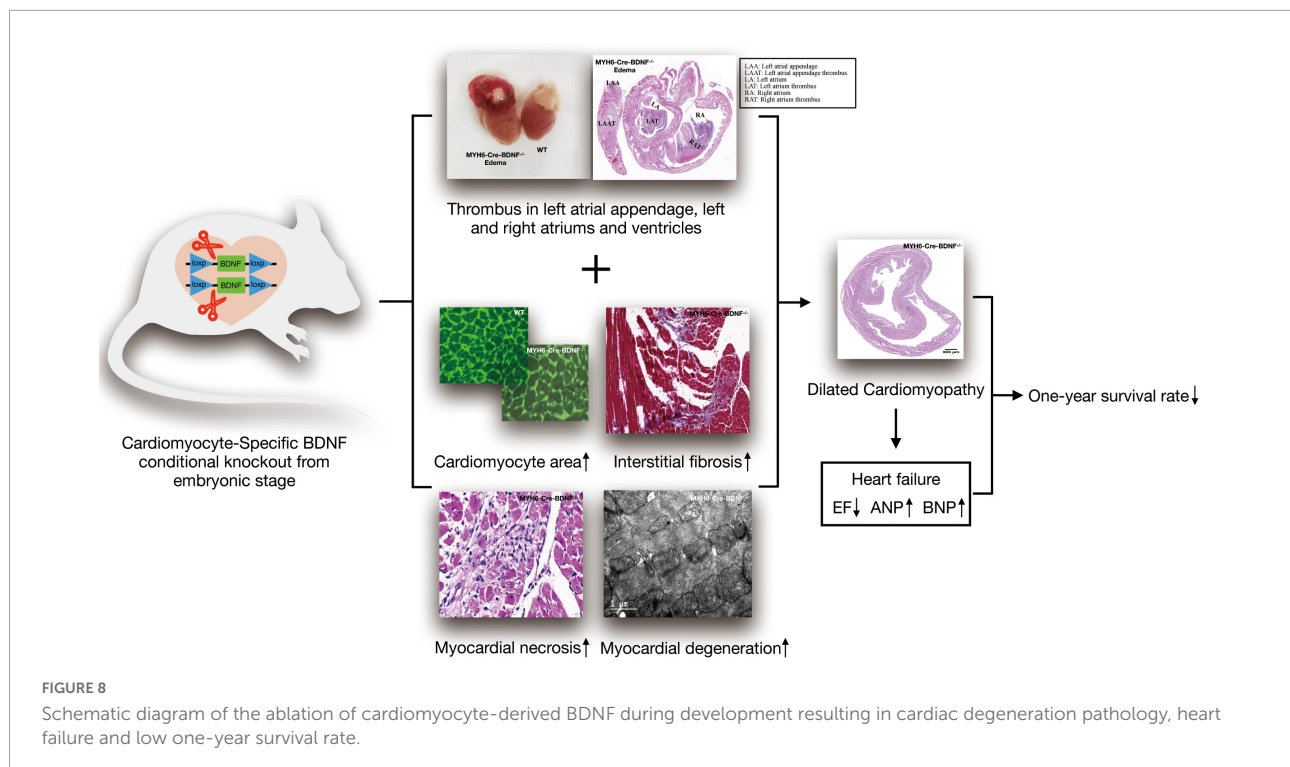 MYH6-Cre-BDNF-/-
Edema
WT
MYH6-Cre-BDNF-/-
Edema
LAA
LA
LAAT
LAT
RA
RAT
LAA: Left atrial appendage
LAAT: Left atrial appendage thrombus
LA: Left atrium
LAT: Left atrium thrombus
RA: Right atrium
RAT: Right atrium thrombus
Thrombus in left atrial appendage, left
and right atriums and ventricles
+
loxp BDNF loxp
loxp BDNF loxp
Cardiomyocyte-Specific BDNF
conditional knockout from
embryonic stage
WT
MYH6-Cre-BDNF-/-
MYH6-Cre-BDNF-/-
Cardiomyocyte area↑
Interstitial fibrosis↑
MYH6-Cre-BDNF-/-
MYH6-Cre-BDNF-/-
1 μm
Myocardial necrosis↑
Myocardial degeneration↑
MYH6-Cre-BDNF-/-
Dilated Cardiomyopathy
Heart failure
EF↓ ANP↑ BNP↑
One-year survival rate↓
FIGURE 8
Schematic diagram of the ablation of cardiomyocyte-derived BDNF during development resulting in cardiac degeneration pathology, heart
failure and low one-year survival rate.